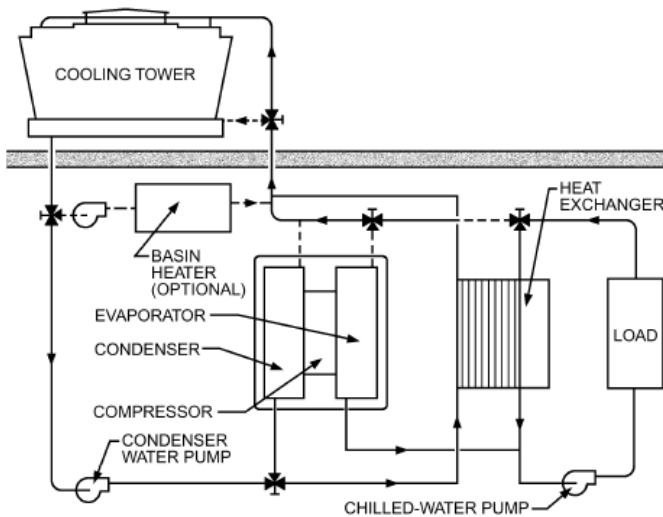 COOLING TOWER
HEAT
EXCHANGER
BASIN
HEATER
(OPTIONAL)
EVAPORATOR
CONDENSER
LOAD
COMPRESSOR
CONDENSER
WATER PUMP
CHILLED-WATER PUMP